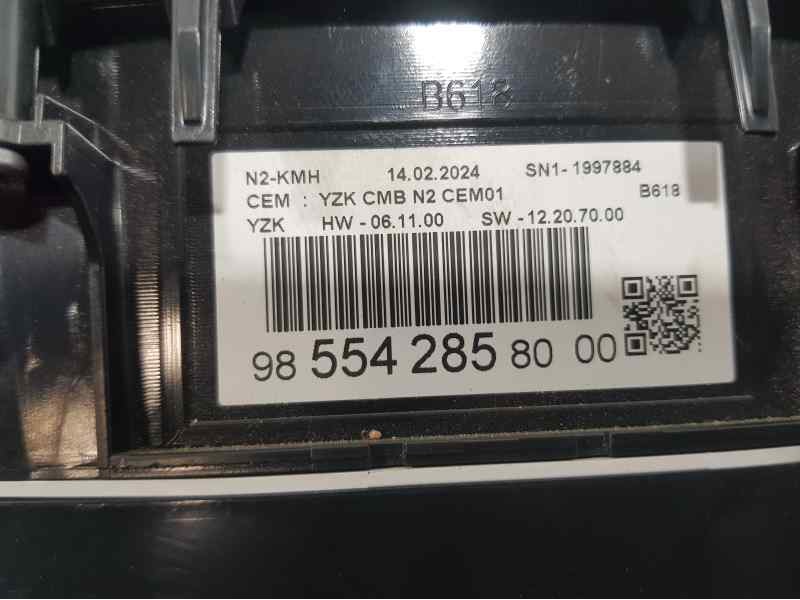 B618
N2-KMH 14.02.2024 SN1- 1997884
CEM : YZK CMB N2 CEM01 B618
YZK HW - 06.11.00 SW - 12.20.70.00
98 554 285 80 00